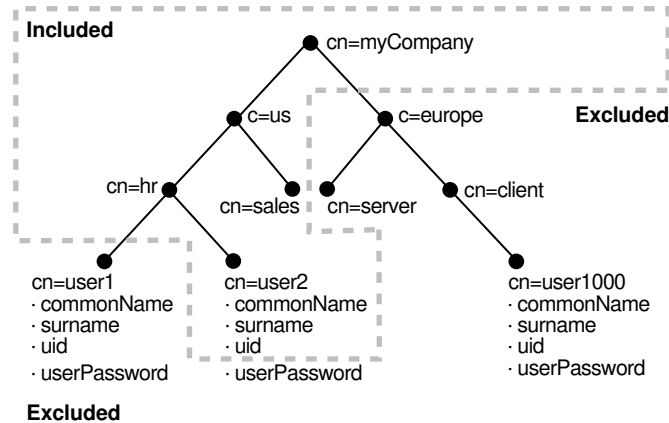 Included
cn=myCompany
c=us
c=europe
Excluded
cn=hr
cn=sales
cn=server
cn=client
cn=user1
· commonName
· surname
· uid
· userPassword
cn=user2
· commonName
· surname
· uid
· userPassword
cn=user1000
· commonName
· surname
· uid
· userPassword
Excluded